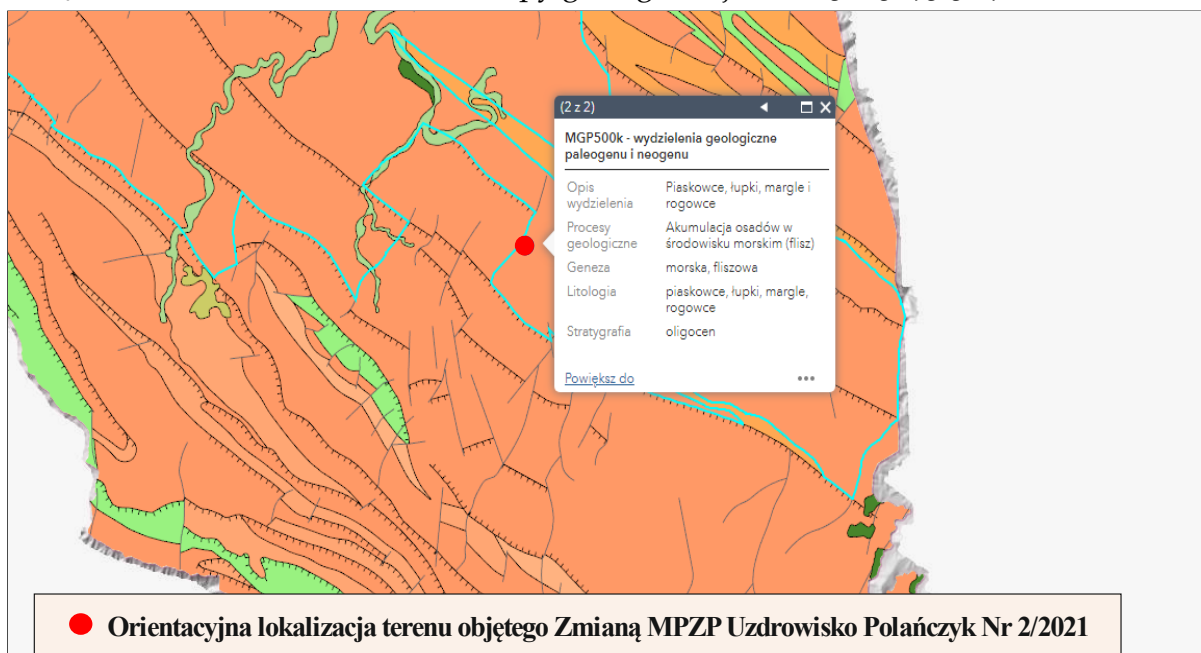 (2 z 2)
MGP500k - wydzielenia geologiczne
paleogenu i neogenu
Opis wydzielenia Piaskowce, łupki, margle i rogowce
Procesy geologiczne Akumulacja osadów w środowisku morskim (flisz)
Geneza morska, fliszowa
Litologia piaskowce, łupki, margle, rogowce
Stratygrafia oligocen
Powiększ do
Orientacyjna lokalizacja terenu objętego Zmianą MPZP Uzdrowisko Polańczyk Nr 2/2021